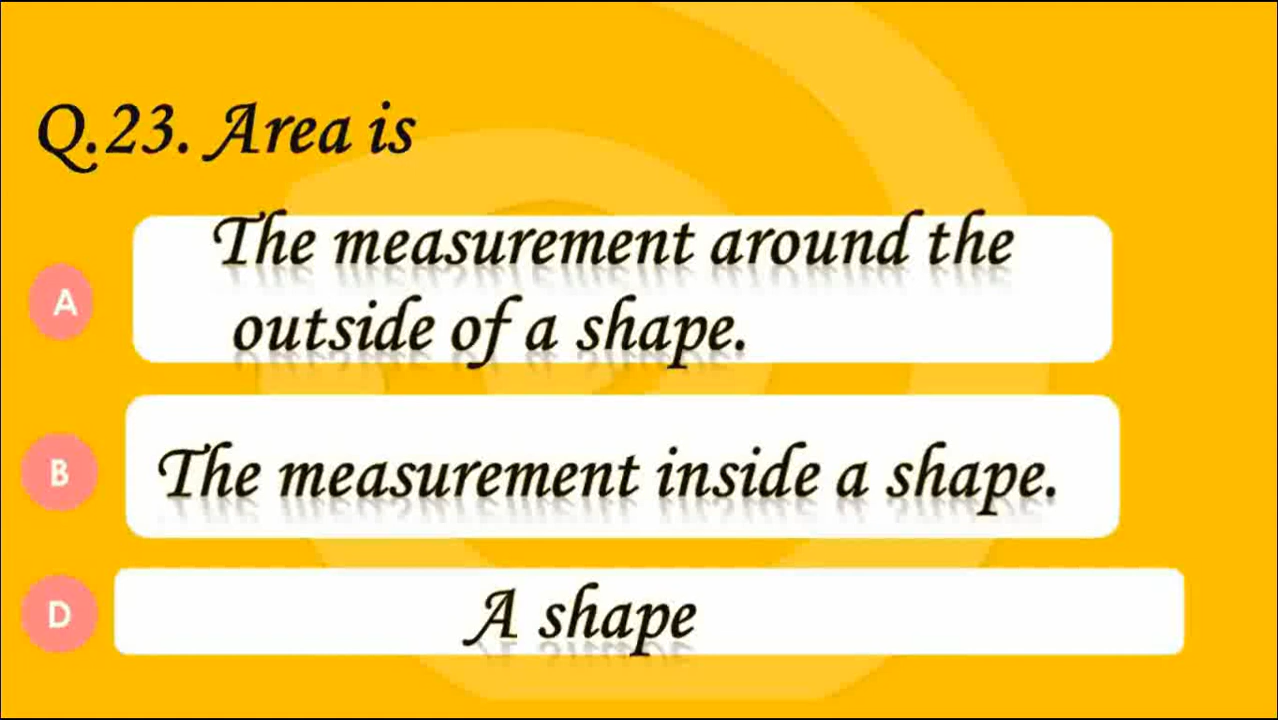 Q.23. Area is
A
The measurement around the
outside of a shape.
B
The measurement inside a shape.
D
A shape